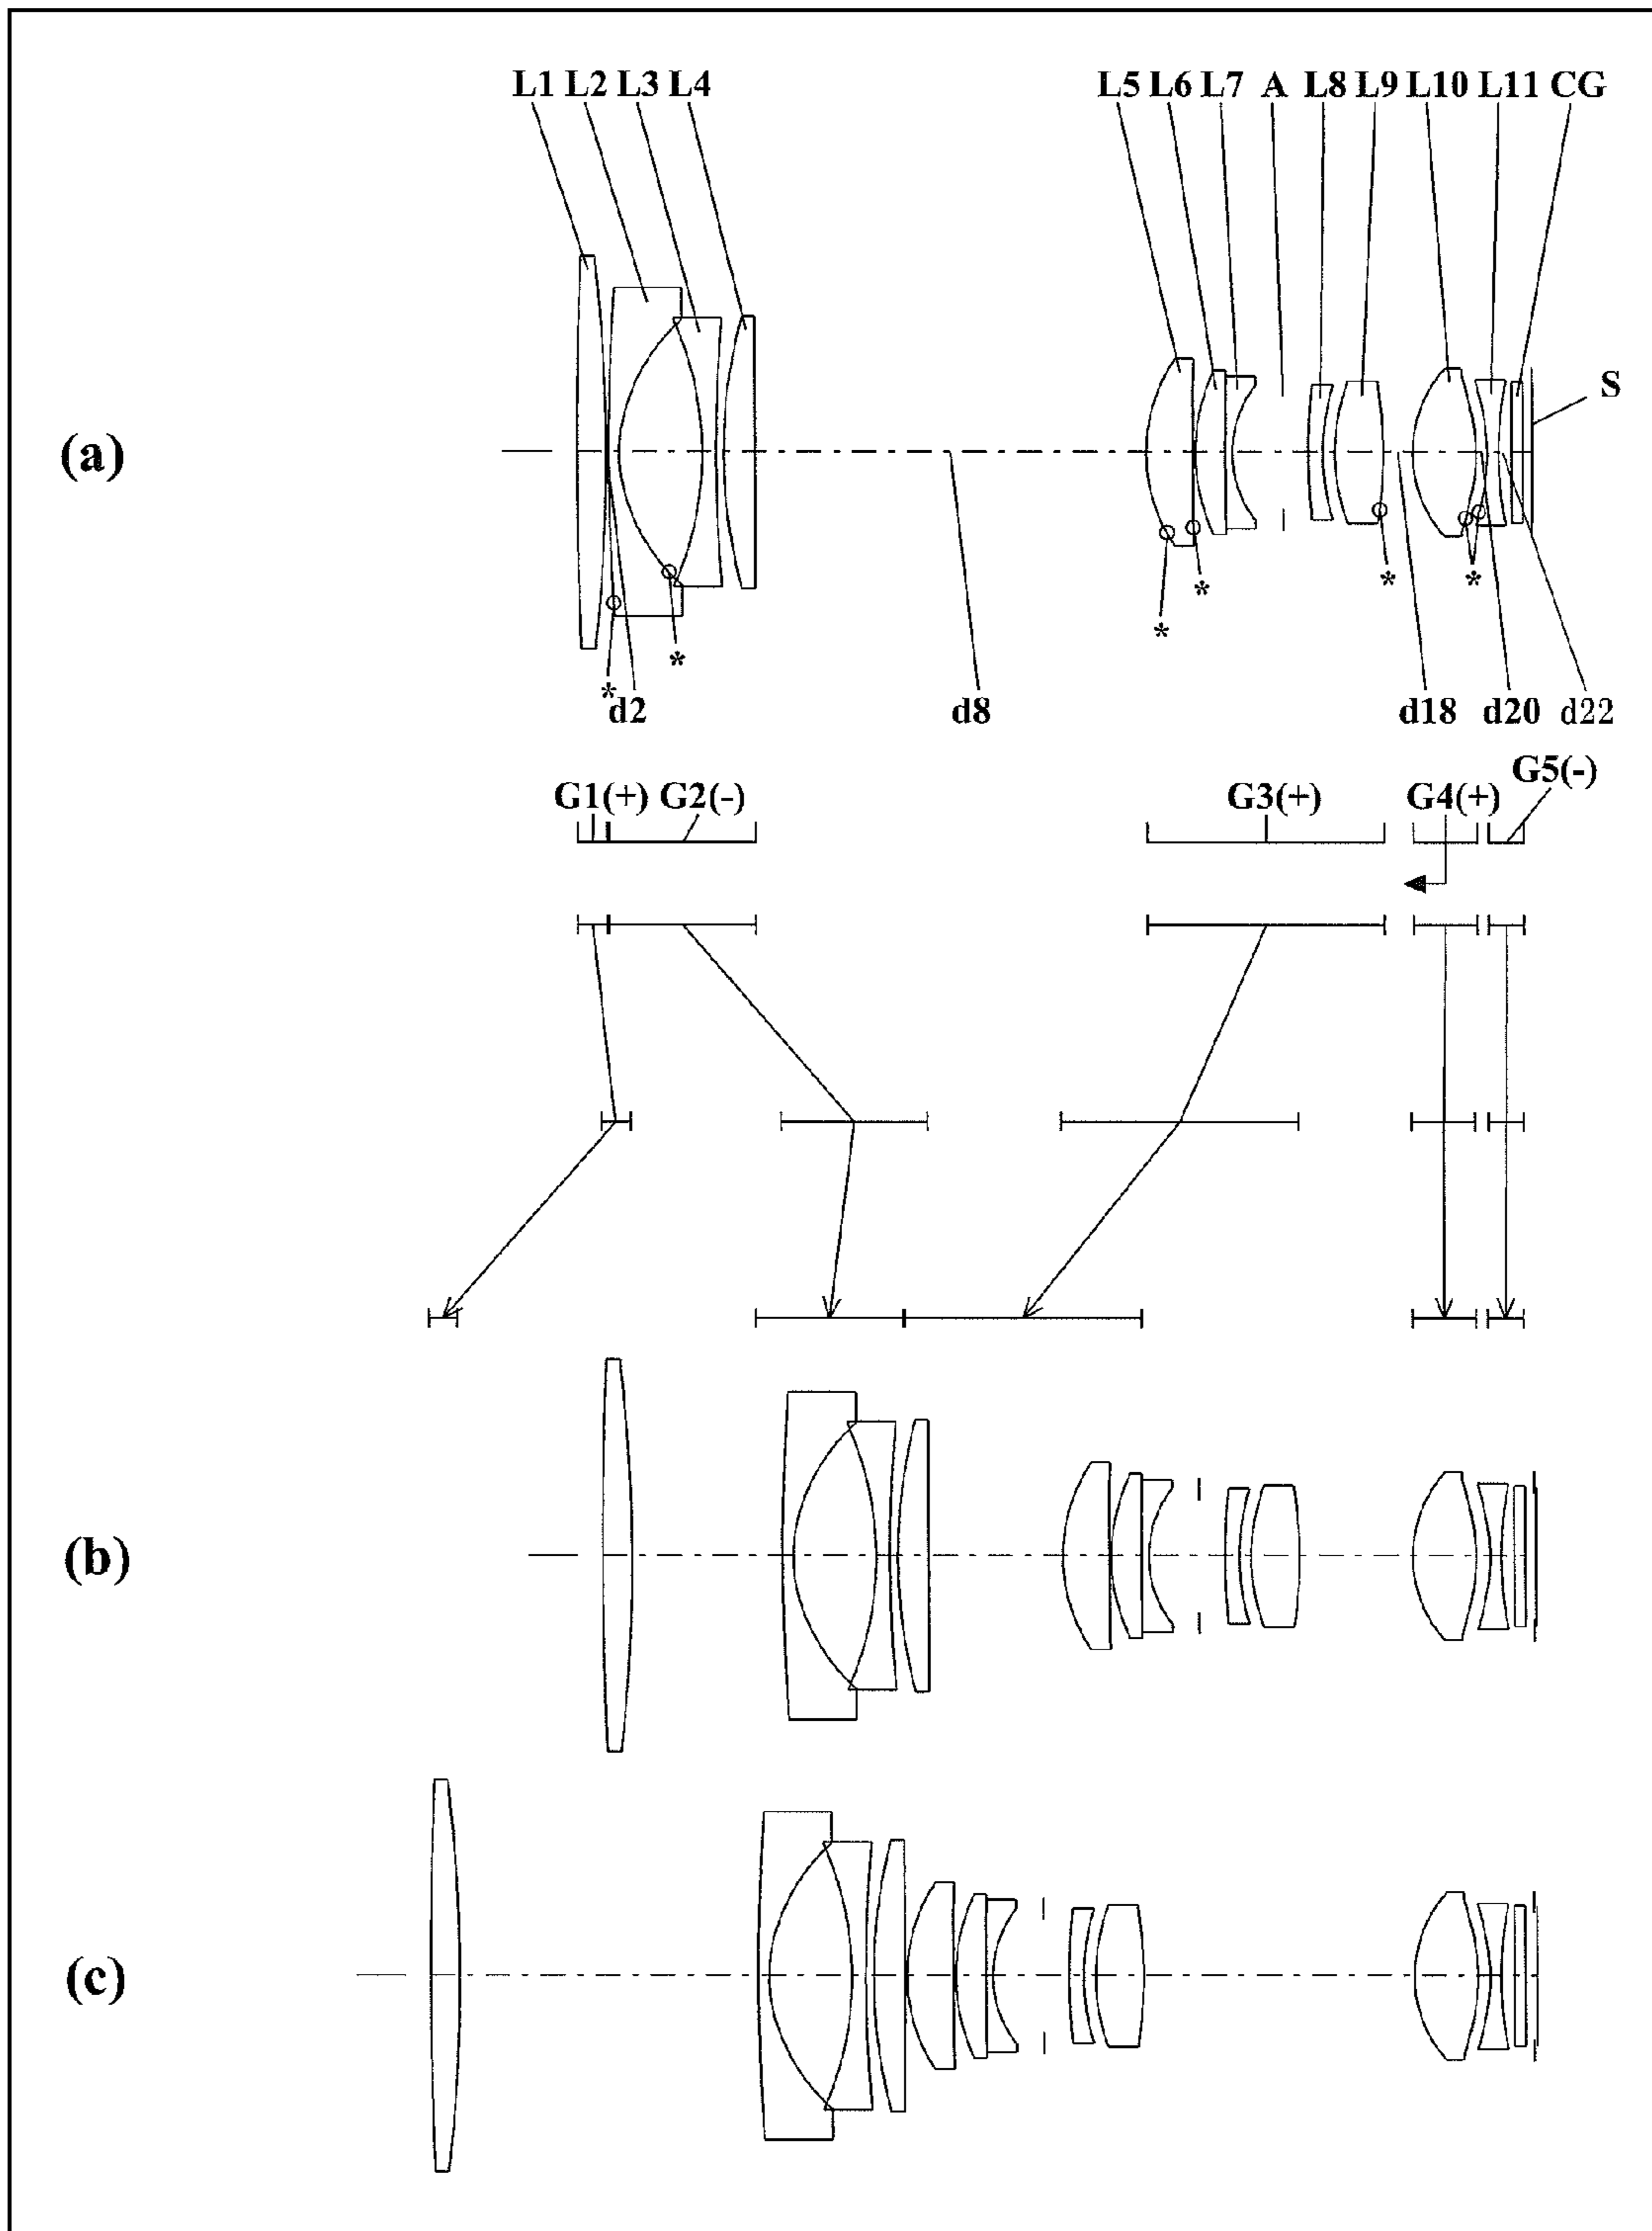 L1 L2 L3 L4 L5 L6 L7 A L8 L9 L10 L11 CG
S
(a)
* * * * * *
d2 d8 d18 d20 d22
G5(-)
G1(+) G2(-) G3(+) G4(+)
(b)
(c)